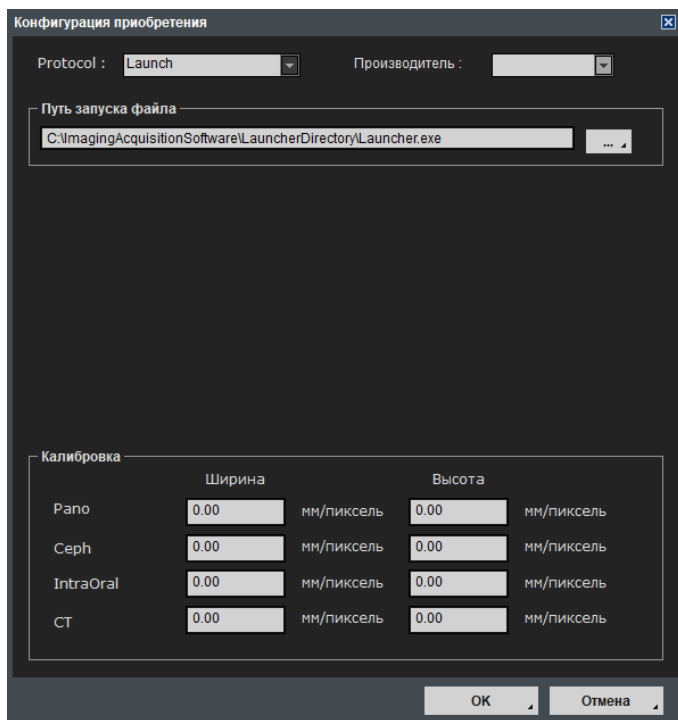 Конфигурация приобретения
Protocol : Launch Производитель :
Путь запуска файла
C:\ImagingAcquisitionSoftware\LauncherDirectory\Launcher.exe ...
Калибровка
Ширина Высота
Pano 0.00 мм/пиксель 0.00 мм/пиксель
Ceph 0.00 мм/пиксель 0.00 мм/пиксель
IntraOral 0.00 мм/пиксель 0.00 мм/пиксель
CT 0.00 мм/пиксель 0.00 мм/пиксель
OK Отмена